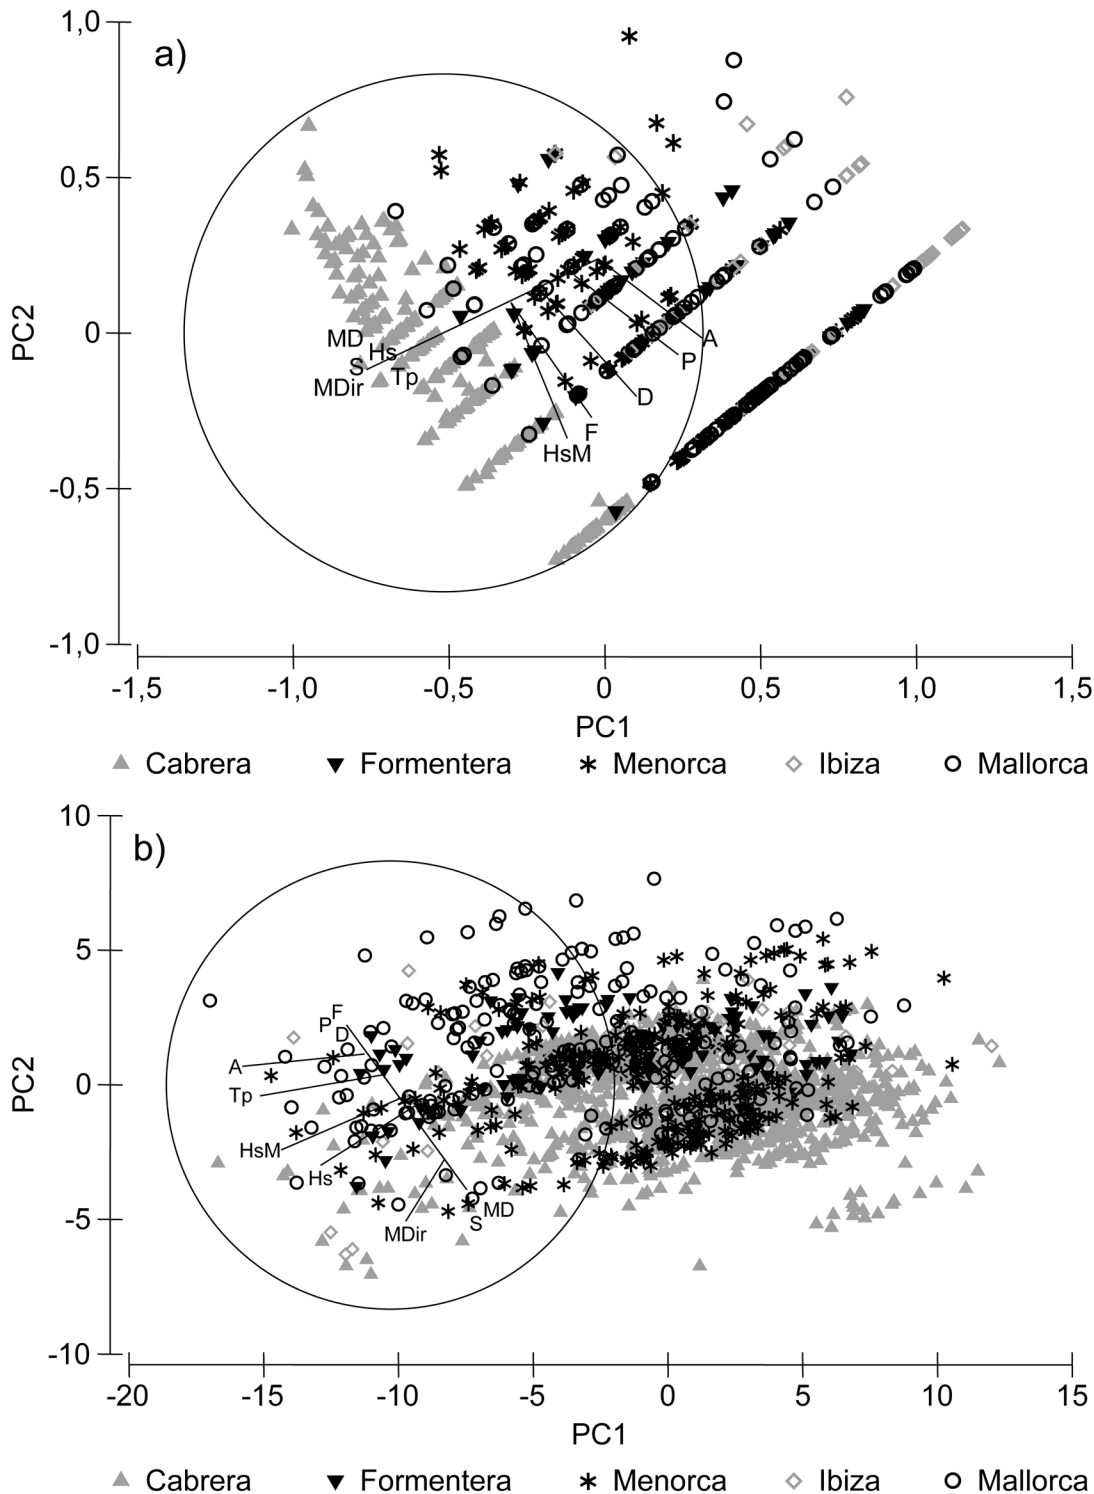 a)
1,0
0,5
0
-0,5
-1,0
PC2
MD
Hs
S
MDir
Tp
A
P
D
F
HsM
-1,5 -1,0 -0,5 0 0,5 1,0 1,5
PC1
Cabrera Formentera Menorca Ibiza Mallorca
b)
10
5
0
-5
-10
PC2
F
P
D
A
Tp
HsM
Hs
MD
S
MDir
-20 -15 -10 -5 0 5 10 15
PC1
Cabrera Formentera Menorca Ibiza Mallorca